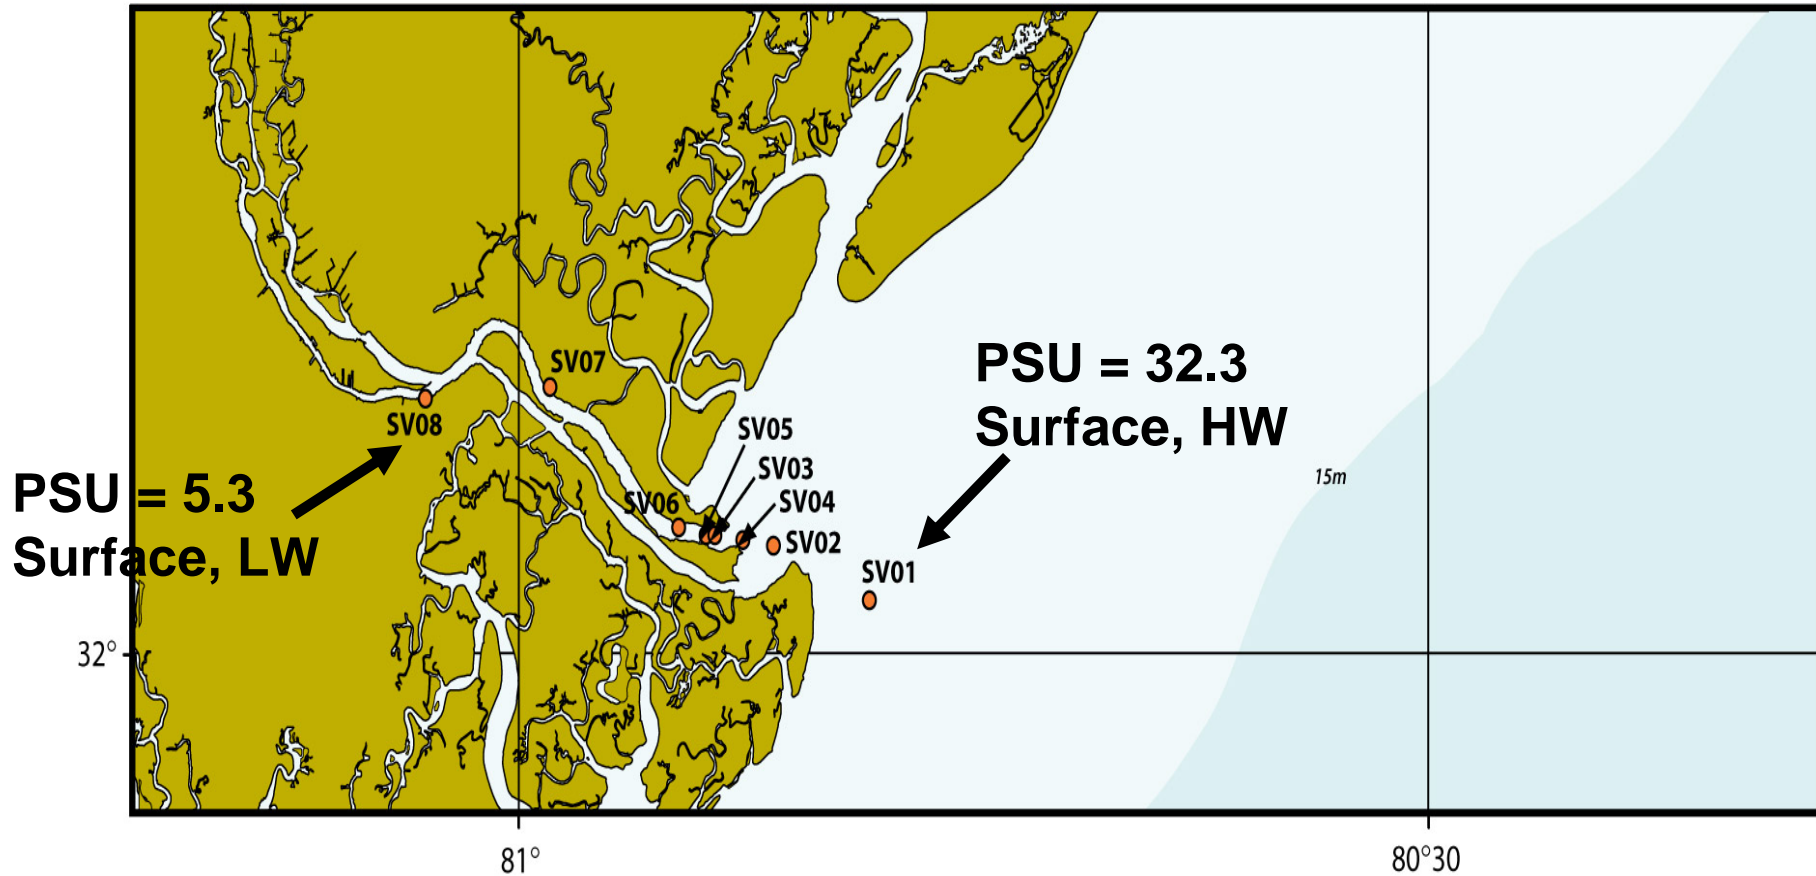 SV07
PSU = 32.3
Surface, HW
SV08
SV05
SV03
PSU = 5.3
Surface, LW
SV06
SV04
15m
SV02
SV01
32°
81°
80°30